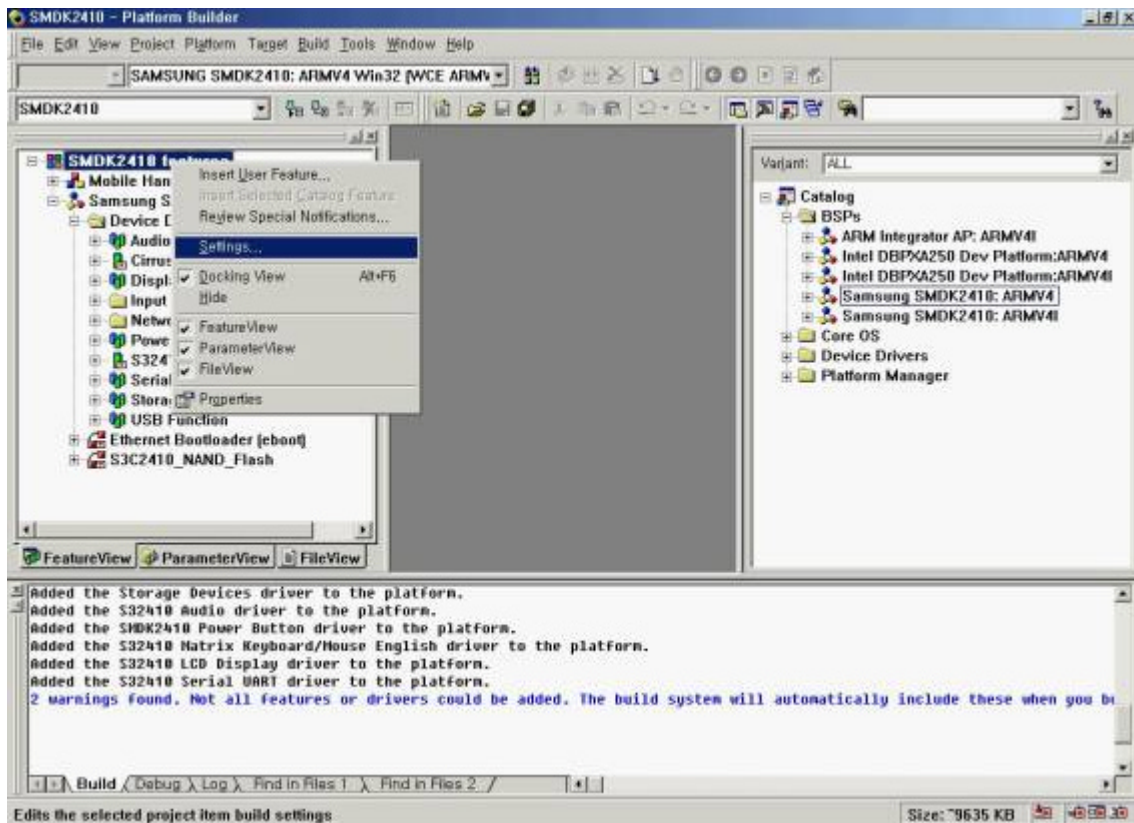 SMDK2410 - Platform Builder
File Edit View Project Platform Target Build Tools Window Help
SAMSUNG SMDK2410: ARMV4 Win32 (WCE ARMV
SMDK2410
SMDK2410 features
Mobile Han
Samsung S
Device D
Audio
Cirrus
Displ
Input
Netwo
Powe
S324
Serial
Stora
USB Function
Ethernet Bootloader (eboot)
S3C2410_NAND_Flash
Insert User Feature...
Insert Selected Catalog Feature
Review Special Notifications...
Settings...
Docking View Alt+F6
Hide
FeatureView
ParameterView
FileView
Properties
FeatureView ParameterView FileView
Variant: ALL
Catalog
BSPs
ARM Integrator AP: ARMV4I
Intel DBPXA250 Dev Platform:ARMV4
Intel DBPXA250 Dev Platform:ARMV4I
Samsung SMDK2410: ARMV4
Samsung SMDK2410: ARMV4I
Core OS
Device Drivers
Platform Manager
Added the Storage Devices driver to the platform.
Added the S32410 Audio driver to the platform.
Added the SMDK2410 Power Button driver to the platform.
Added the S32410 Matrix Keyboard/Mouse English driver to the platform.
Added the S32410 LCD Display driver to the platform.
Added the S32410 Serial UART driver to the platform.
2 warnings found. Not all features or drivers could be added. The build system will automatically include these when you bu
Build Debug Log Find in Files 1 Find in Files 2
Edits the selected project item build settings
Size: ~9635 KB